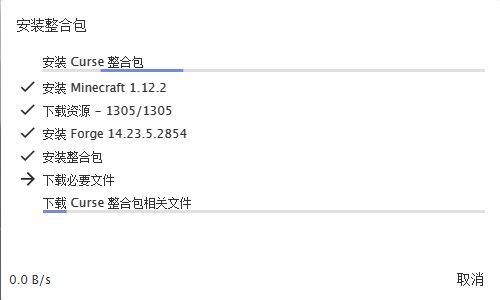 安装整合包
安装 Curse 整合包
安装 Minecraft 1.12.2
下载资源 - 1305/1305
安装 Forge 14.23.5.2854
安装整合包
下载必要文件
下载 Curse 整合包相关文件
0.0 B/s
取消